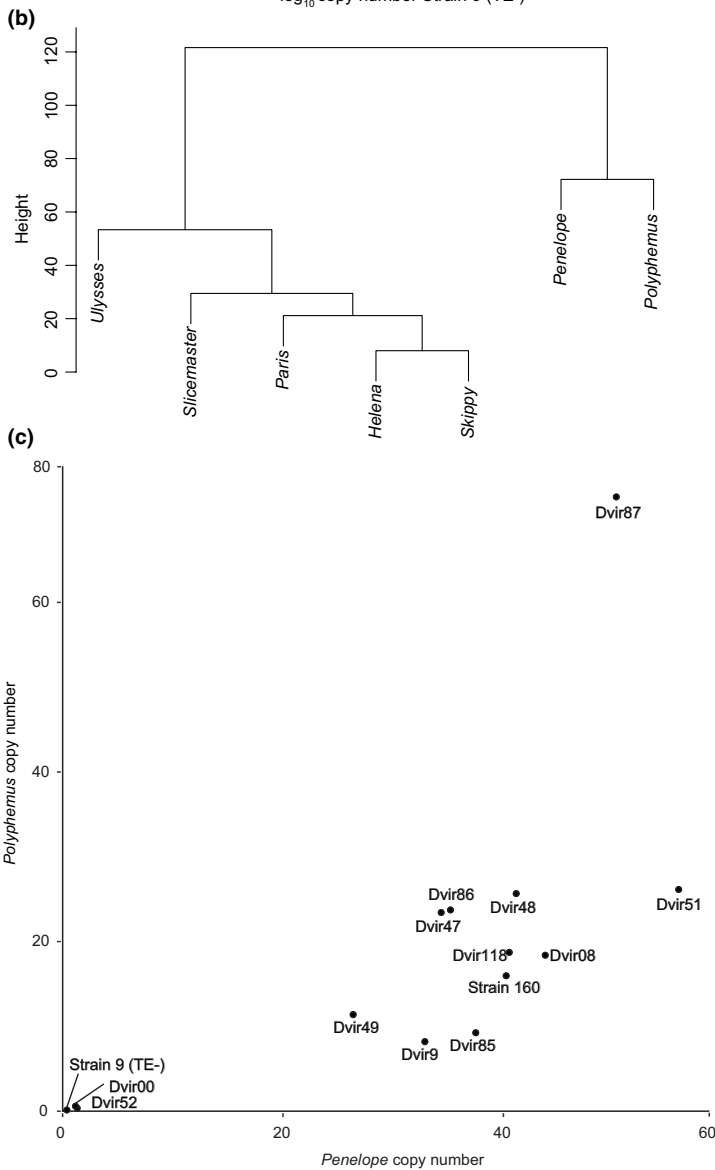 log10 copy number Strain 9 (TE-)
(b)
120
100
80
60
40
20
0
Height
Ulysses
Slicemaster
Paris
Helena
Skippy
Penelope
Polyphemus
(c)
80
60
40
20
0
Polyphemus copy number
Dvir87
Dvir86
Dvir47
Dvir48
Dvir51
Dvir118
Dvir08
Strain 160
Dvir49
Dvir9
Dvir85
Strain 9 (TE-)
Dvir00
Dvir52
0
20
40
60
Penelope copy number